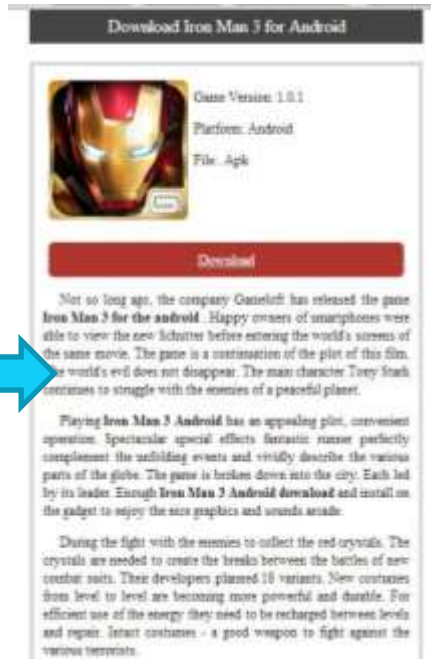 Download Iron Man 3 for Android
Game Version: 1.0.1
Platform: Android
File: Apk
Download
Not so long ago, the company Gameloft has released the game
Iron Man 3 for the android. Happy owners of smartphones were
able to view the new before entering the world's screens of
the same movie. The game is a continuation of the plot of this film.
world's evil does not disappear. The main character Tony Stark
continues to struggle with the enemies of a peaceful planet.
Playing Iron Man 3 Android has an appealing plot, convenient
operation. Spectacular special effects fantastic runner perfectly
complement the unfolding events and vividly describe the various
parts of the globe. The game is broken down into the city. Each led
by its leader. Enough Iron Man 3 Android download and install on
the gadget to enjoy the nice graphics and sounds arcade.
During the fight with the enemies to collect the red crystals. The
crystals are needed to create the breaks between the battles of new
combat suits. Their developers planned 18 variants. New costumes
from level to level are becoming more powerful and durable. For
efficient use of the energy they need to be recharged between levels
and repair. Intact costumes - a good weapon to fight against the
various terrorists.